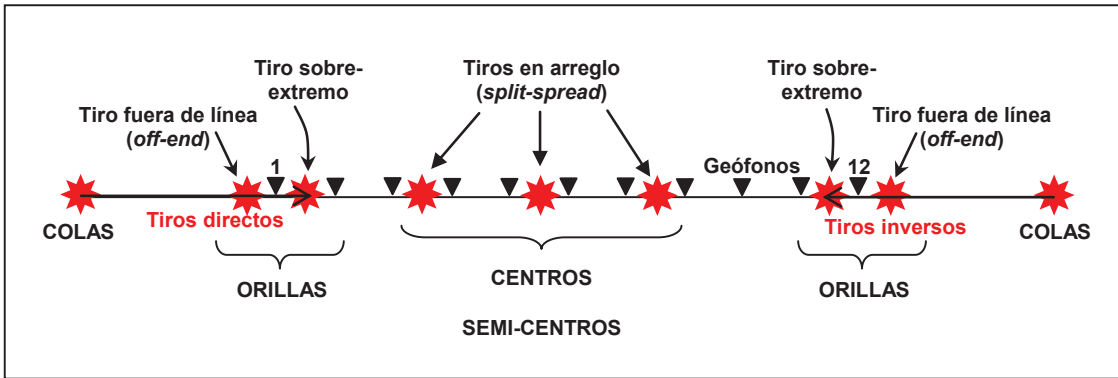 Tiro sobre-
extremo
Tiros en arreglo
(split-spread)
Tiro sobre-
extremo
Tiro fuera de línea
(off-end)
Tiro fuera de línea
(off-end)
1
Geófonos
12
Tiros directos
Tiros inversos
COLAS
COLAS
ORILLAS
CENTROS
ORILLAS
SEMI-CENTROS